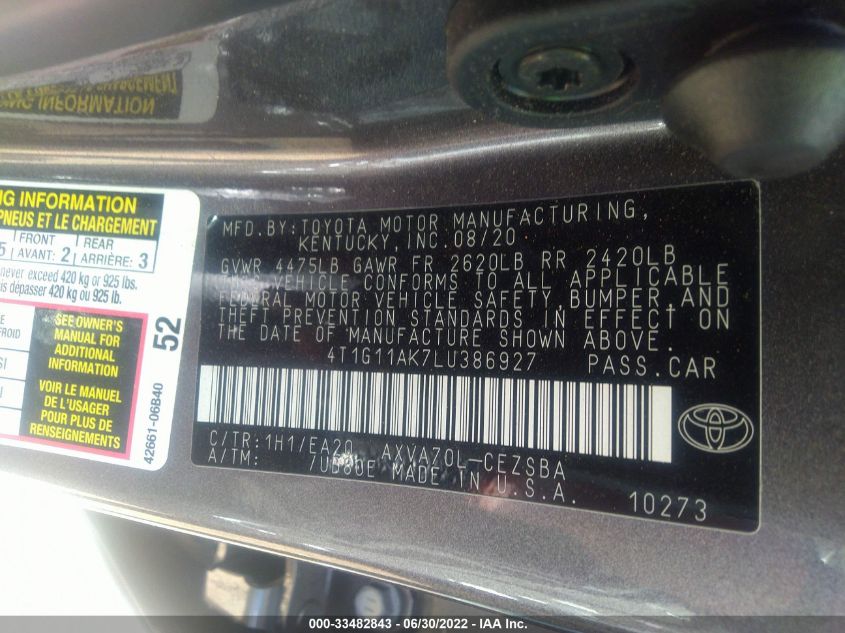 NG INFORMATION
PNEUS ET LE CHARGEMENT
5 FRONT AVANT: 2 REAR ARRIÈRE: 3
never exceed 420 kg or 925 lbs.
dépasser 420 kg ou 925 lb.
FROID
SEE OWNER'S
MANUAL FOR
ADDITIONAL
INFORMATION
VOIR LE MANUEL
DE L'USAGER
POUR PLUS DE
RENSEIGNEMENTS
52
42661-06B40
MFD.BY:TOYOTA MOTOR MANUFACTURING,
KENTUCKY, INC.08/20
GVWR 4475LB GAWR FR 2620LB RR 2420LB
THIS VEHICLE CONFORMS TO ALL APPLICABLE
FEDERAL MOTOR VEHICLE SAFETY, BUMPER, AND
THEFT PREVENTION STANDARDS IN EFFECT ON
THE DATE OF MANUFACTURE SHOWN ABOVE.
4T1G11AK7LU386927 PASS.CAR
C/TR:1H1/EA20 AXVA70L-CEZSBA
A/TM: /UB80E MADE IN U.S.A.
10273
000-33482843 - 06/30/2022 - IAA Inc.